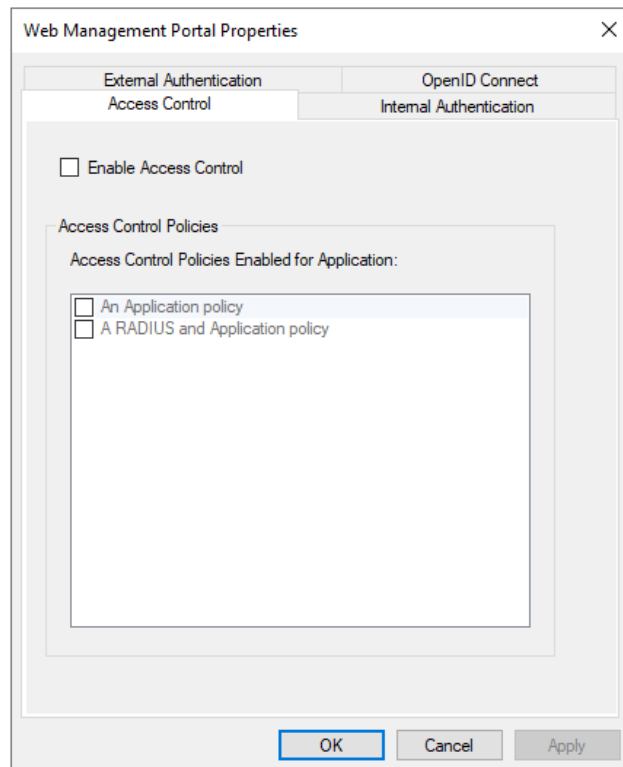 Web Management Portal Properties
External Authentication
OpenID Connect
Access Control
Internal Authentication
Enable Access Control
Access Control Policies
Access Control Policies Enabled for Application:
An Application policy
A RADIUS and Application policy
OK
Cancel
Apply